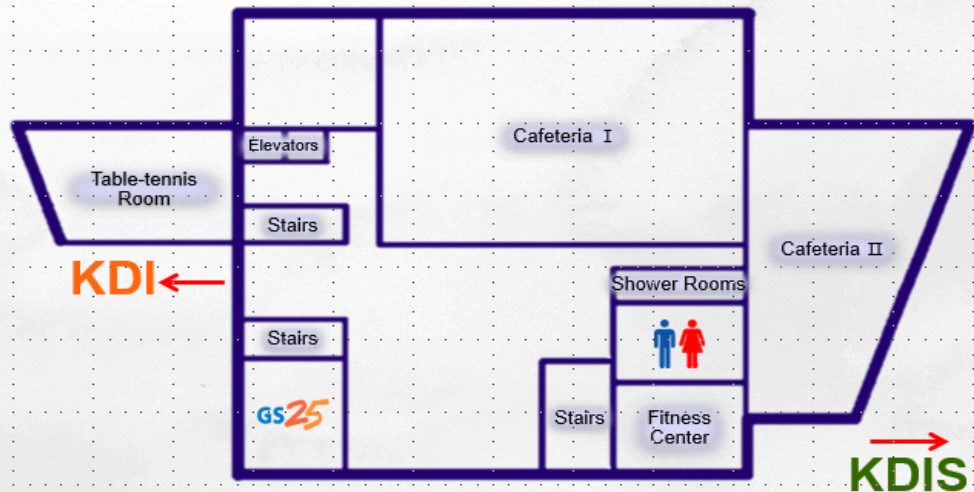 Cafeteria Ⅰ
Elevators
Table-tennis
Room
Stairs
Cafeteria Ⅱ
KDI
Shower Rooms
Stairs
GS25
Stairs
Fitness
Center
KDIS